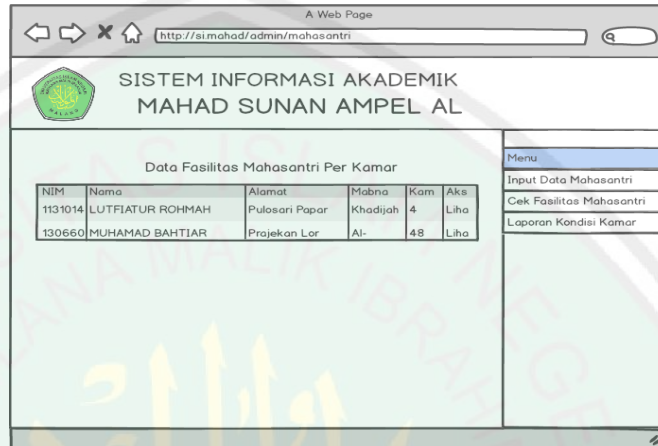 A Web Page
http://si.mahad/admin/mahasantri
SISTEM INFORMASI AKADEMIK
MAHAD SUNAN AMPEL AL
Data Fasilitas Mahasantri Per Kamar
NIM Nama Alamat Mabna Kam Aks
1131014 LUTFIATUR ROHMAH Pulosari Papar Khadijah 4 Liha
130660 MUHAMAD BAHTIAR Prajekan Lor Al- 48 Liha
Menu
Input Data Mahasantri
Cek Fasilitas Mahasantri
Laporan Kondisi Kamar